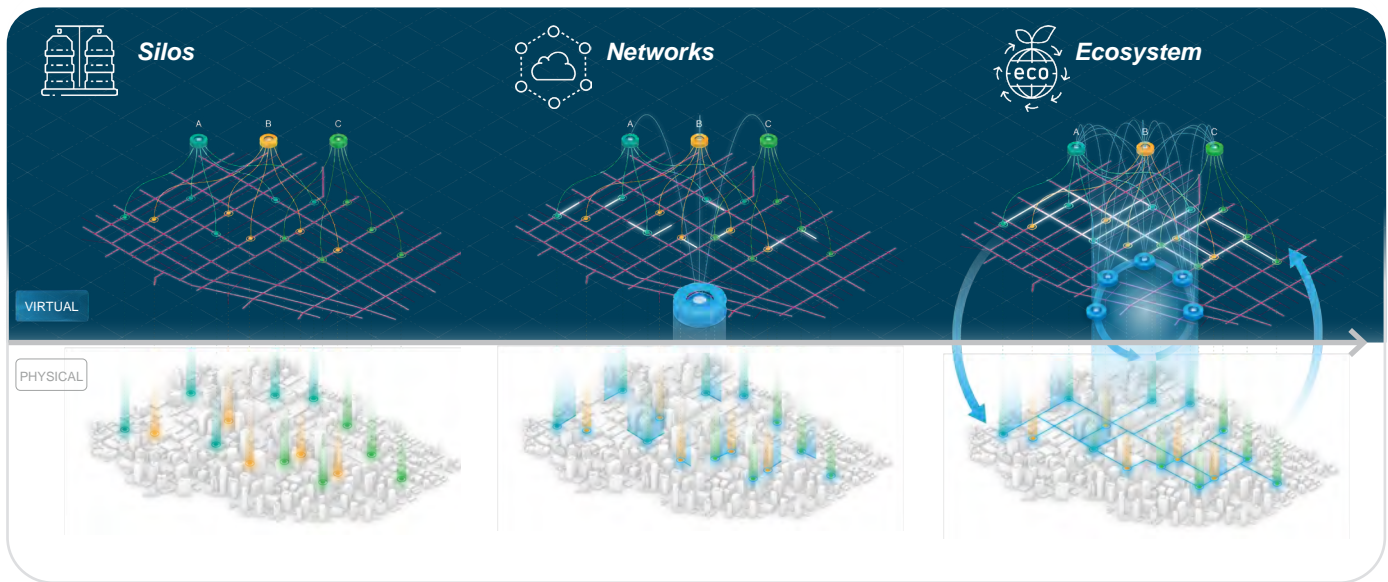 Silos
Networks
Ecosystem
eco
A B C
A B C
A B C
VIRTUAL
PHYSICAL